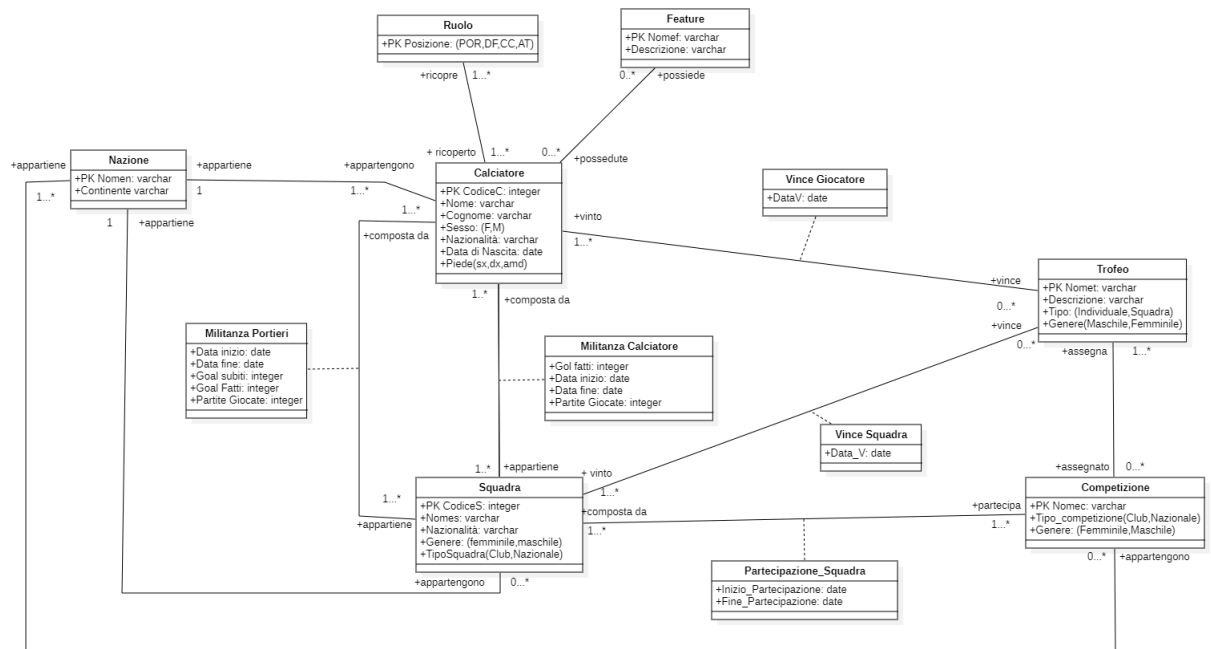 Ruolo
+PK Posizione: (POR,DF,CC,AT)
Feature
+PK Nomef: varchar
+Descrizione: varchar
+ricopre
1...*
0..*
+possiede
+ ricoperto
1...*
0...*
+possedute
Nazione
+PK Nomen: varchar
+Continente varchar
+appartiene
1...*
+appartiene
1
+appartengono
1...*
1
+appartiene
Calciatore
+PK CodiceC: integer
+Nome: varchar
+Cognome: varchar
+Sesso: (F,M)
+Nazionalità: varchar
+Data di Nascita: date
+Piede(sx,dx,amd)
1...*
+composta da
1..*
+composta da
+vinto
1...*
Vince Giocatore
+DataV: date
+vince
0...*
Trofeo
+PK Nomet: varchar
+Descrizione: varchar
+Tipo: (Individuale,Squadra)
+Genere(Maschile,Femminile)
+vince
0...*
+assegna
1...*
Militanza Portieri
+Data inizio: date
+Data fine: date
+Goal subiti: integer
+Goal Fatti: integer
+Partite Giocate: integer
Militanza Calciatore
+Gol fatti: integer
+Data inizio: date
+Data fine: date
+Partite Giocate: integer
Vince Squadra
+Data_V: date
1..*
+appartiene
+ vinto
1...*
+assegnato
0...*
1...*
+appartiene
Squadra
+PK CodiceS: integer
+Nomes: varchar
+Nazionalità: varchar
+Genere: (femminile,maschile)
+TipoSquadra(Club,Nazionale)
+composta da
1...*
+partecipa
1...*
Competizione
+PK Nomec: varchar
+Tipo_competizione(Club,Nazionale)
+Genere: (Femminile,Maschile)
+appartengono
0...*
0...*
+appartengono
Partecipazione_Squadra
+Inizio_Partecipazione: date
+Fine_Partecipazione: date